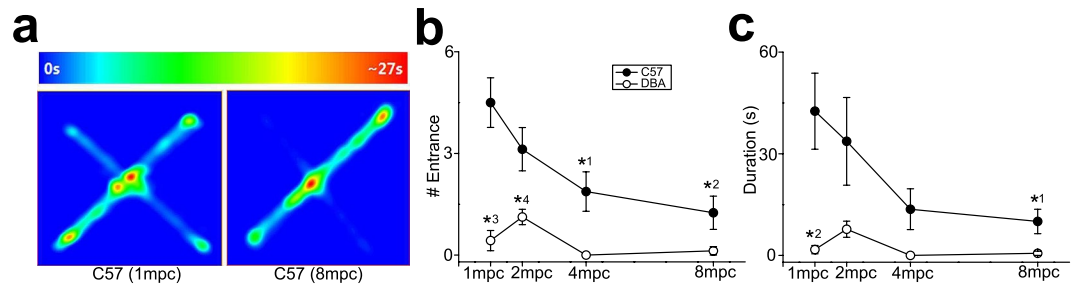 a
0s ~27s
C57 (1mpc) C57 (8mpc)
b
# Entrance
6
3
0
C57
DBA
*1
*2
*3
*4
1mpc 2mpc 4mpc 8mpc
c
Duration (s)
60
30
0
*1
*2
1mpc 2mpc 4mpc 8mpc